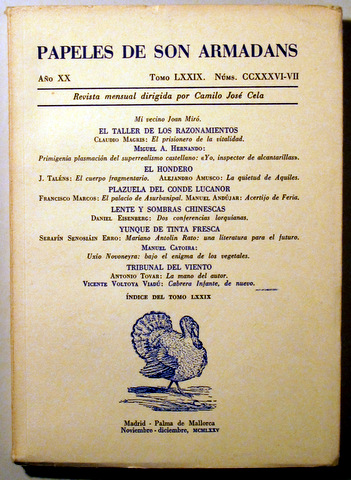 PAPELES DE SON ARMADANS
Año XX Tomo LXXIX. Núms. CCXXXVI-VII
Revista mensual dirigida por Camilo José Cela
Mi vecino Joan Miró.
EL TALLER DE LOS RAZONAMIENTOS
Claudio Magris: El prisionero de la vitalidad.
Miguel A. Hernando:
Primigenia plasmación del superrealismo castellano: «Yo, inspector de alcantarillas».
EL HONDERO
J. Taléns: El cuerpo fragmentario. Alejandro Amusco: La quietud de Aquiles.
PLAZUELA DEL CONDE LUCANOR
Francisco Marcos: El palacio de Asurbánipal. Manuel Andújar: Acertijo de Feria.
LENTE Y SOMBRAS CHINESCAS
Daniel Eisenberg: Dos conferencias lorquianas.
YUNQUE DE TINTA FRESCA
Serafín Senosiáin Erro: Mariano Antolín Rato: una literatura para el futuro.
Manuel Catoira:
Uxío Novoneyra: bajo el enigma de los vegetales.
TRIBUNAL DEL VIENTO
Antonio Tovar: La mano del autor.
Vicente Voltoya Viadú: Cabrera Infante, de nuevo.
ÍNDICE DEL TOMO LXXIX
Madrid - Palma de Mallorca
Noviembre - diciembre, MCMLXXV